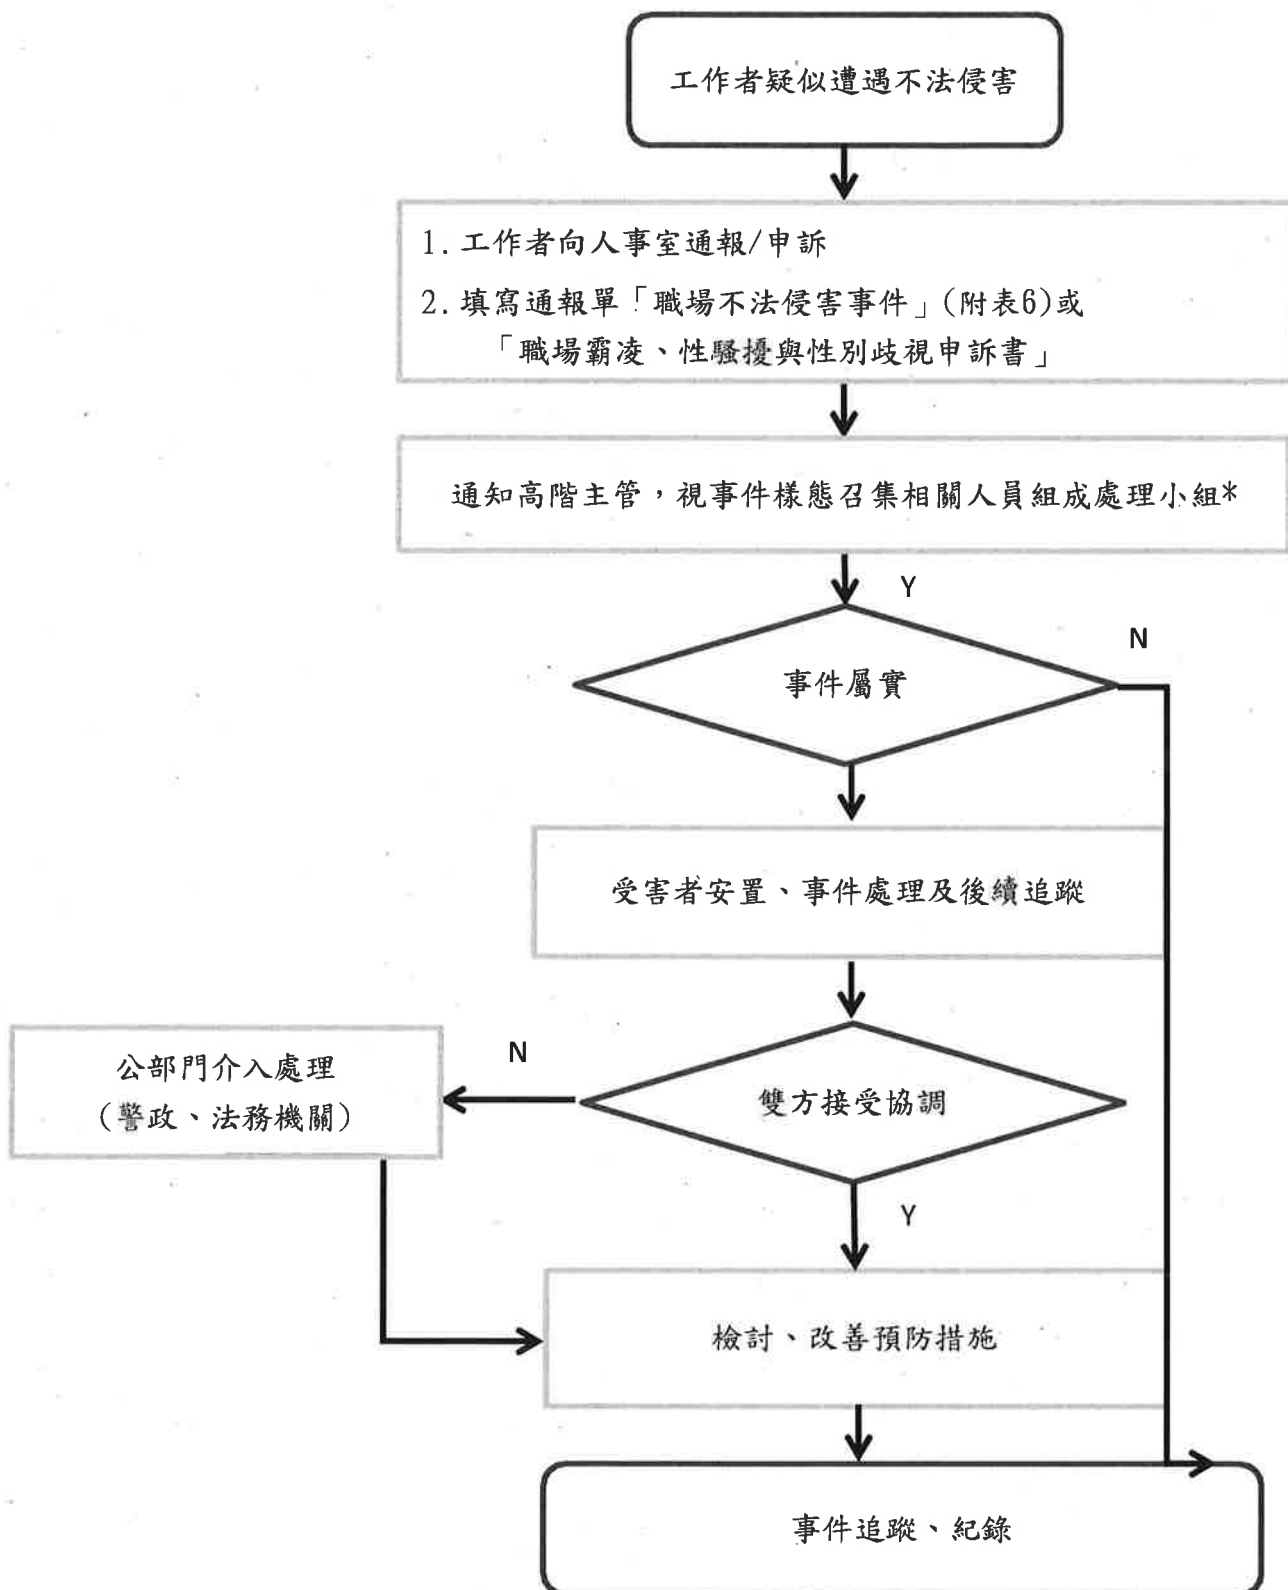 工作者疑似遭遇不法侵害
1. 工作者向人事室通報/申訴
2. 填寫通報單「職場不法侵害事件」(附表6)或
「職場霸凌、性騷擾與性別歧視申訴書」
通知高階主管，視事件樣態召集相關人員組成處理小組*
Y
N
事件屬實
受害者安置、事件處理及後續追蹤
N
公部門介入處理
(警政、法務機關)
雙方接受協調
Y
檢討、改善預防措施
事件追蹤、紀錄